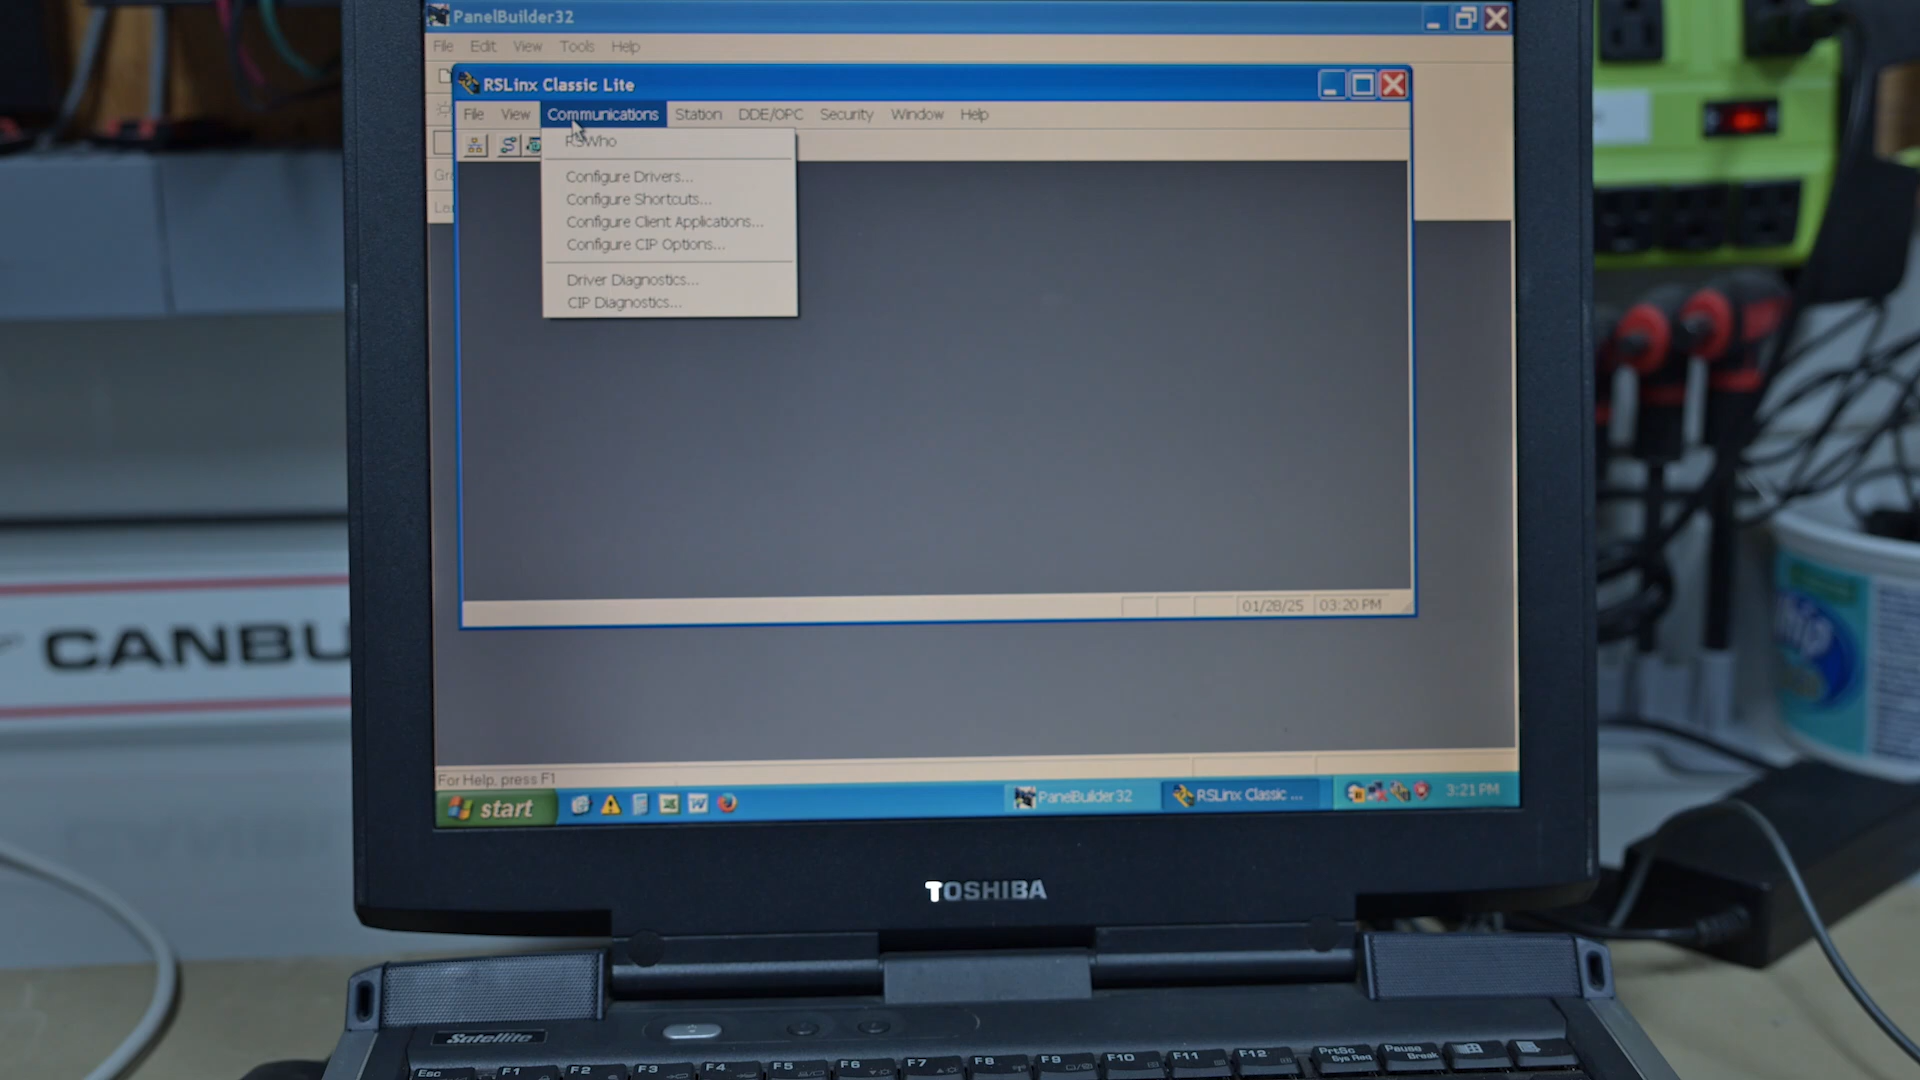 PanelBuilder32
File Edit View Tools Help
RSLinx Classic Lite
File View Communications Station DDE/OPC Security Window Help
RSWho
Configure Drivers...
Configure Shortcuts...
Configure Client Applications...
Configure CIP Options...
Driver Diagnostics...
CIP Diagnostics...
01/28/25 03:20 PM
For Help, press F1
start PanelBuilder32 RSLinx Classic ... 3:21 PM
CANBU
TOSHIBA
Satellite
Esc F1 F2 F3 F4 F5 F6 F7 F8 F9 F10 F11 F12 PrtSc Pause
Sys Req Break